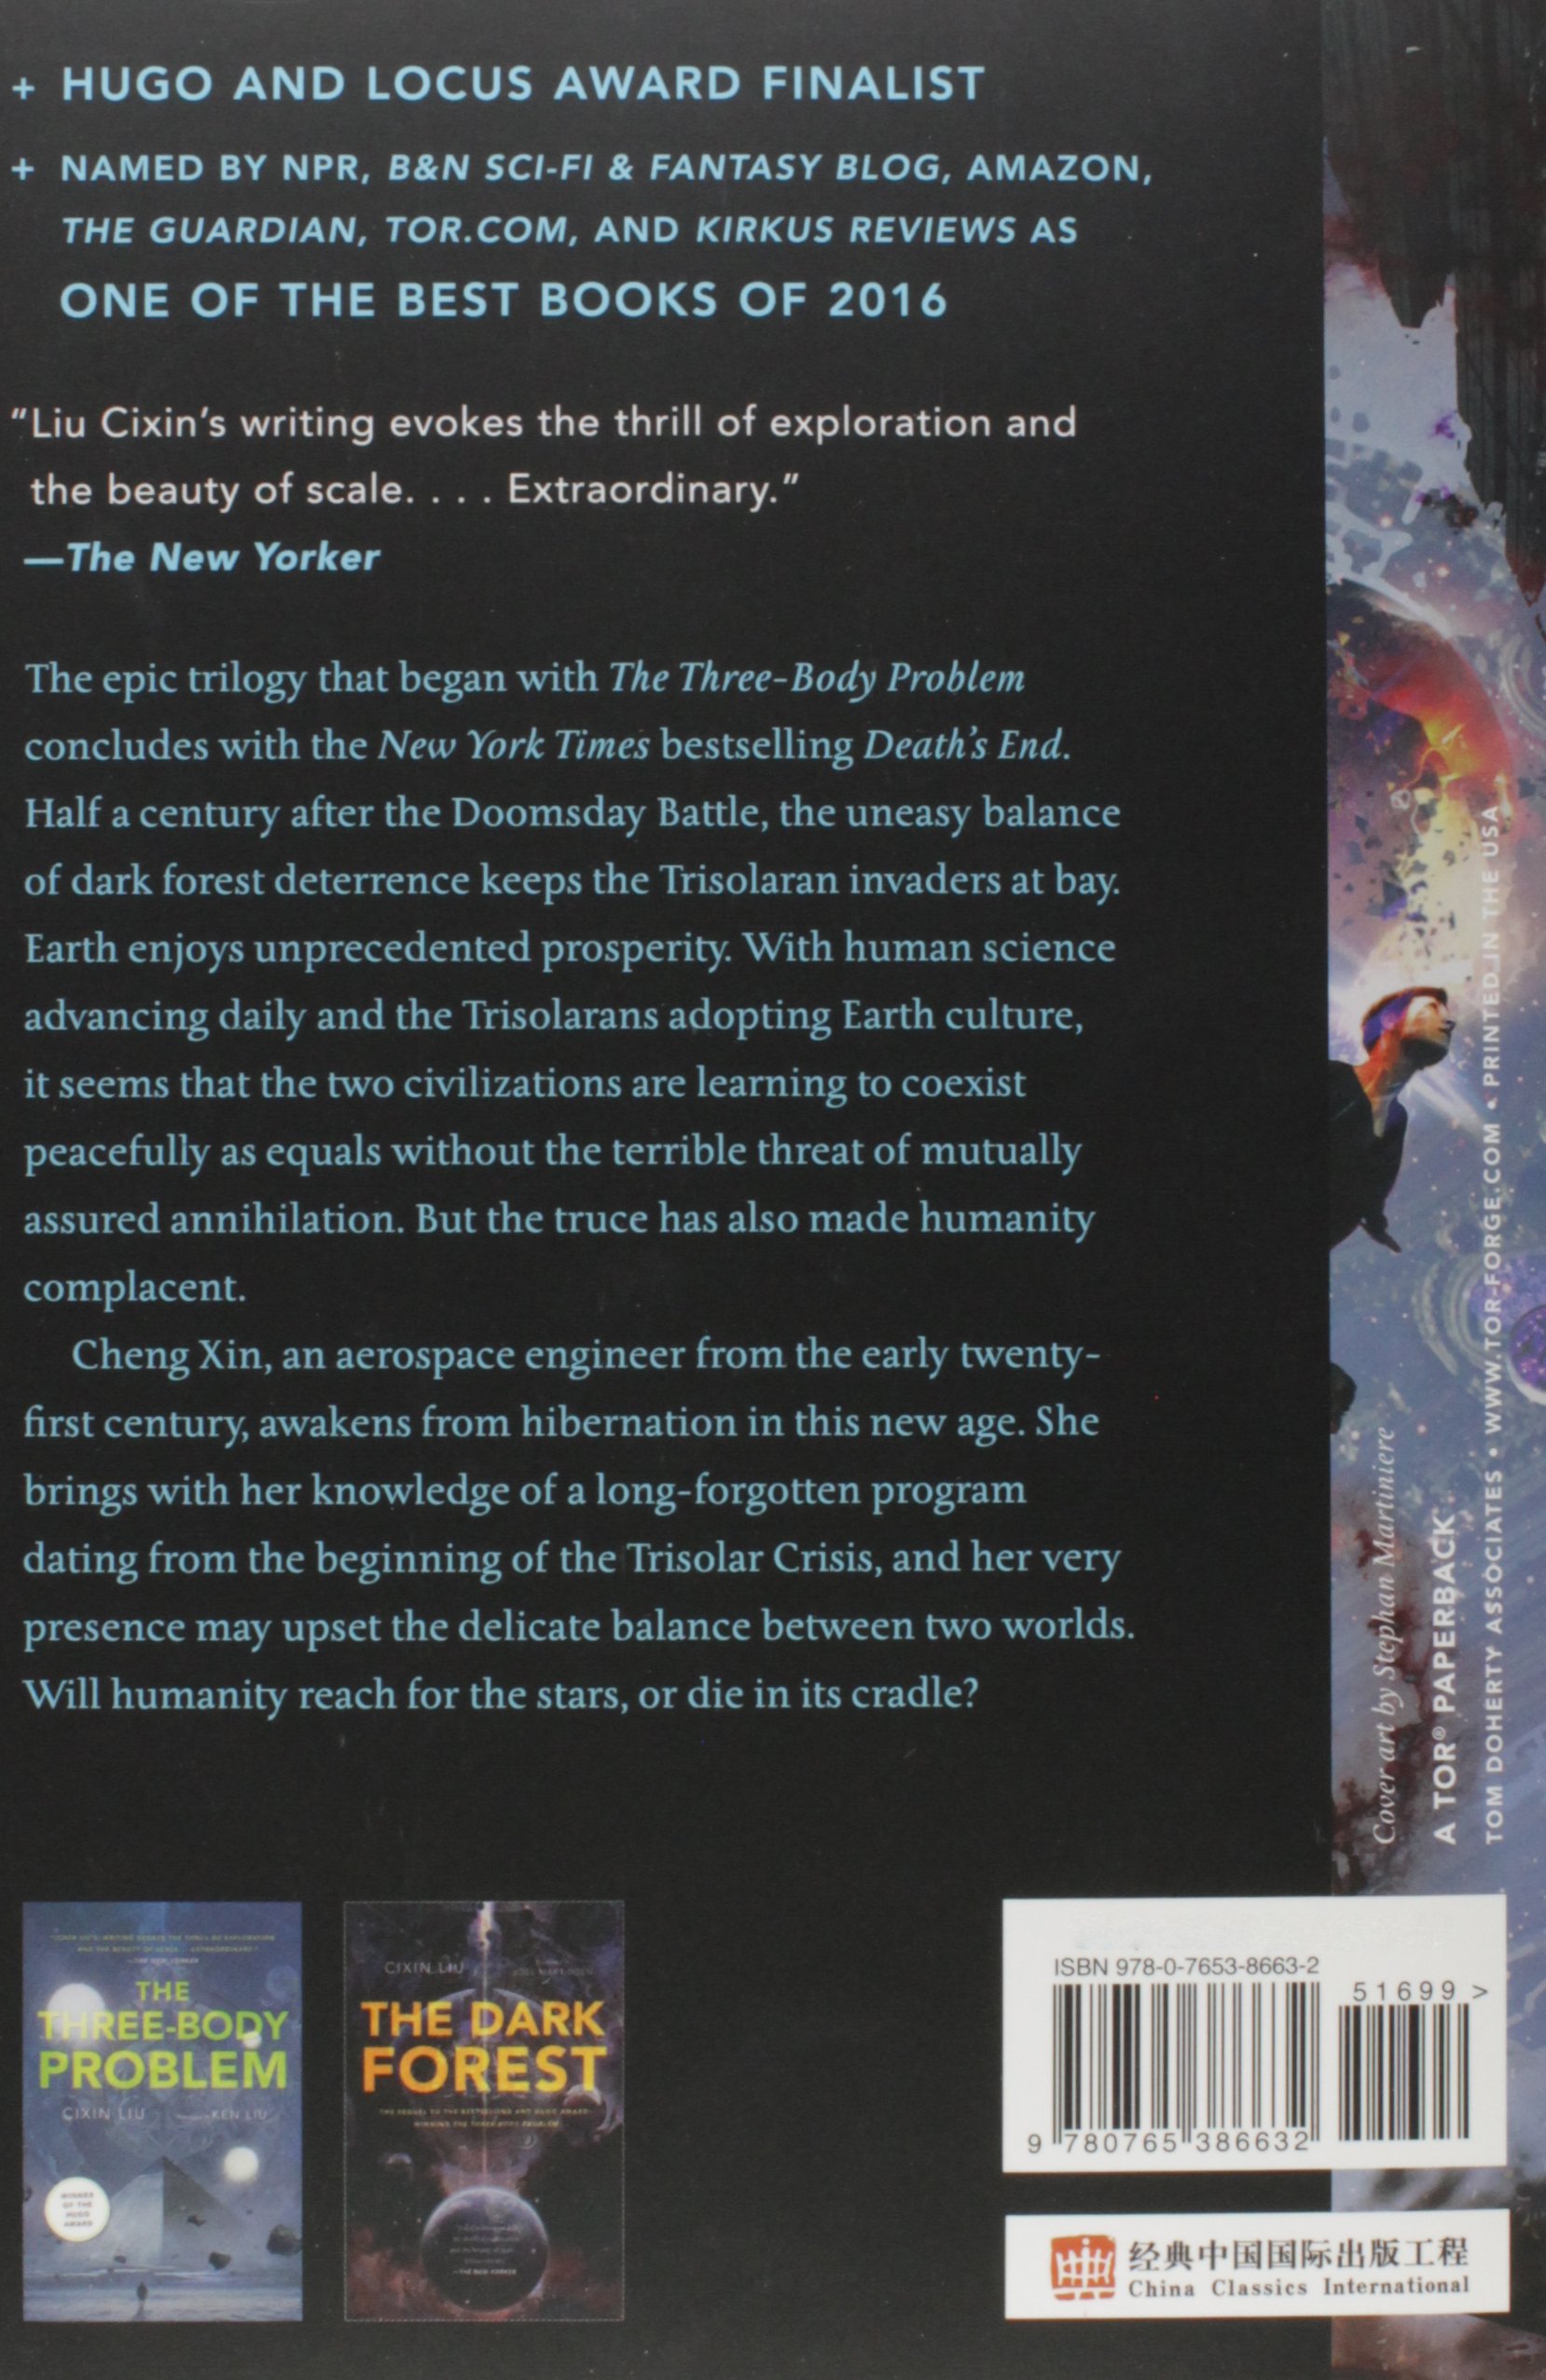 + HUGO AND LOCUS AWARD FINALIST
+ NAMED BY NPR, B&N SCI-FI & FANTASY BLOG, AMAZON,
THE GUARDIAN, TOR.COM, AND KIRKUS REVIEWS AS
ONE OF THE BEST BOOKS OF 2016
"Liu Cixin's writing evokes the thrill of exploration and
the beauty of scale. . . . Extraordinary."
—The New Yorker
The epic trilogy that began with The Three-Body Problem
concludes with the New York Times bestselling Death's End.
Half a century after the Doomsday Battle, the uneasy balance
of dark forest deterrence keeps the Trisolaran invaders at bay.
Earth enjoys unprecedented prosperity. With human science
advancing daily and the Trisolarans adopting Earth culture,
it seems that the two civilizations are learning to coexist
peacefully as equals without the terrible threat of mutually
assured annihilation. But the truce has also made humanity
complacent.
Cheng Xin, an aerospace engineer from the early twenty-
first century, awakens from hibernation in this new age. She
brings with her knowledge of a long-forgotten program
dating from the beginning of the Trisolar Crisis, and her very
presence may upset the delicate balance between two worlds.
Will humanity reach for the stars, or die in its cradle?
Cover art by Stephan Martiniere
A TOR® PAPERBACK
TOM DOHERTY ASSOCIATES • WWW.TOR-FORGE.COM • PRINTED IN THE USA
THE
THREE-BODY
PROBLEM
CIXIN LIU
KEN LIU
WINNER
OF THE
HUGO
AWARD
CIXIN LIU
THE DARK
FOREST
THE SEQUEL TO THE BESTSELLING AND HUGO AWARD-
WINNING THE THREE-BODY PROBLEM
—THE NEW YORKER
ISBN 978-0-7653-8663-2
51699 >
9 780765 386632
经典中国国际出版工程
China Classics International